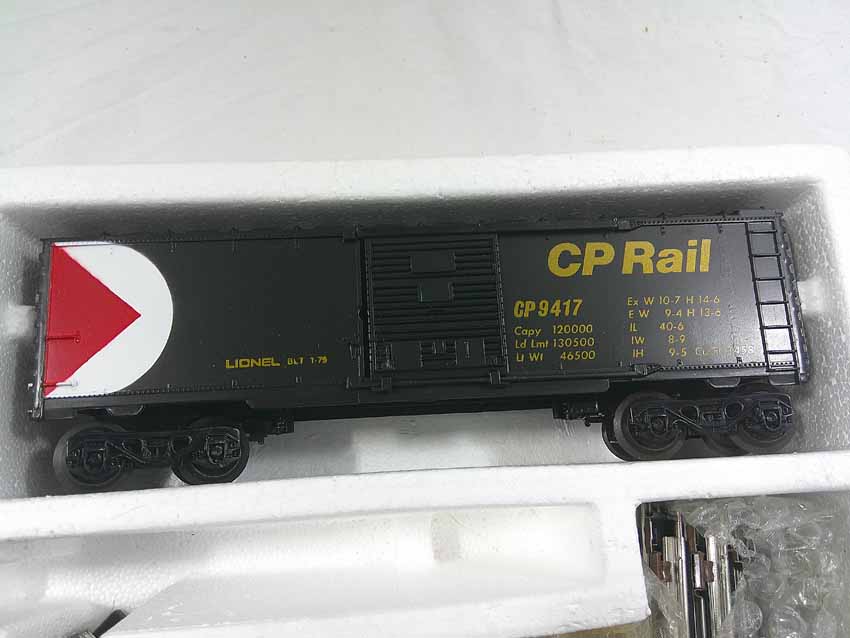 CP Rail
CP 9417
Capy 120000
Ld Lmt 130500
Lt Wt 46500
Ex W 10-7 H 14-6
E W 9-4 H 13-6
IL 40-6
IW 8-9
IH 9-5
LIONEL BLT 1-79